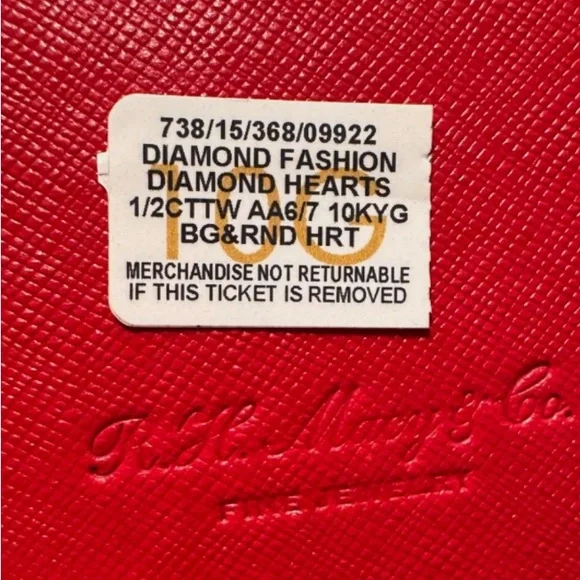 738/15/368/09922
DIAMOND FASHION
DIAMOND HEARTS
1/2CTTW AA6/7 10KYG
BG&RND HRT
10G
MERCHANDISE NOT RETURNABLE
IF THIS TICKET IS REMOVED
R. H. Macy & Co.
FINE JEWELRY